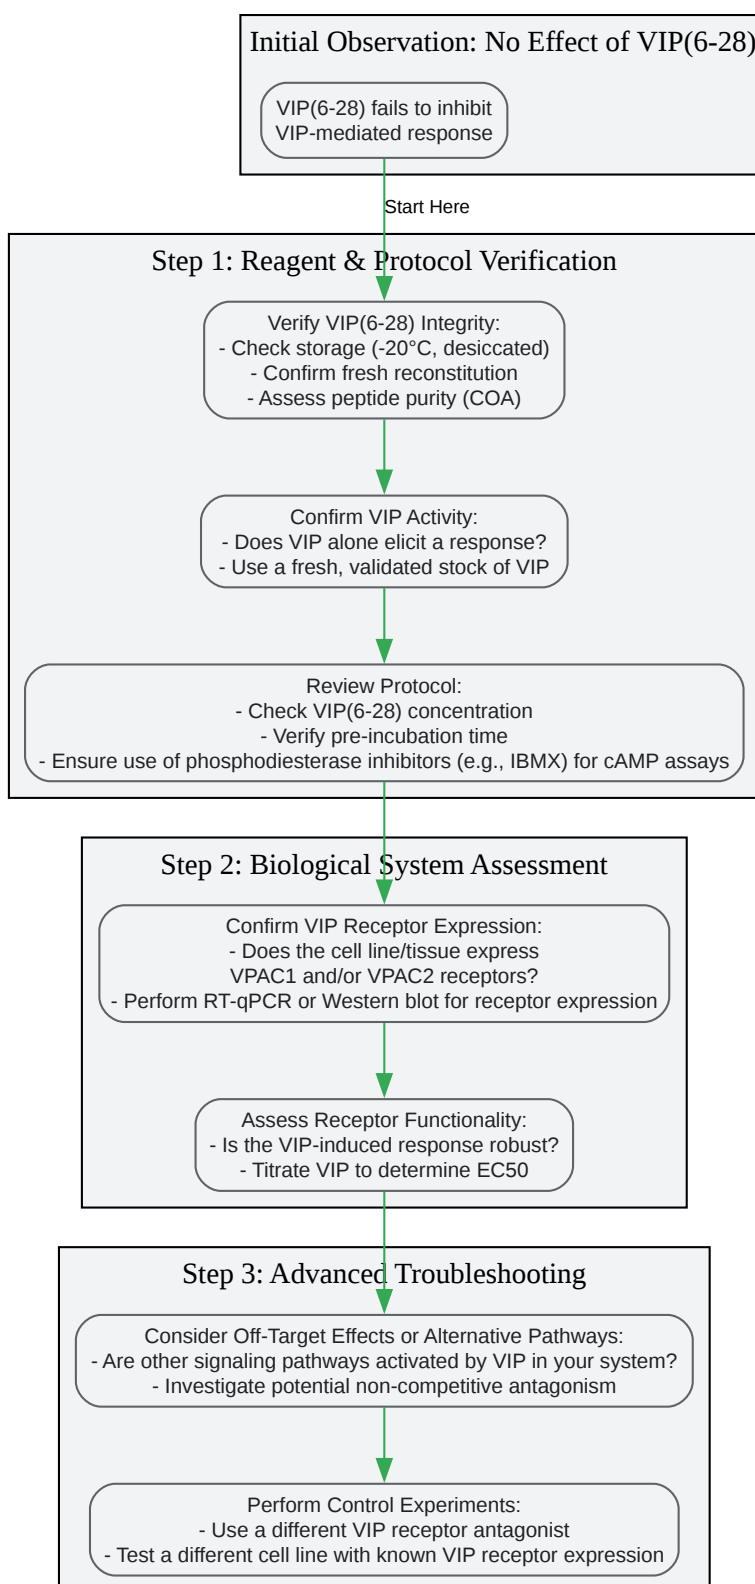 Initial Observation: No Effect of VIP(6-28)
VIP(6-28) fails to inhibit
VIP-mediated response
Start Here
Step 1: Reagent & Protocol Verification
Verify VIP(6-28) Integrity:
- Check storage (-20°C, desiccated)
- Confirm fresh reconstitution
- Assess peptide purity (COA)
Confirm VIP Activity:
- Does VIP alone elicit a response?
- Use a fresh, validated stock of VIP
Review Protocol:
- Check VIP(6-28) concentration
- Verify pre-incubation time
- Ensure use of phosphodiesterase inhibitors (e.g., IBMX) for cAMP assays
Step 2: Biological System Assessment
Confirm VIP Receptor Expression:
- Does the cell line/tissue express
VPAC1 and/or VPAC2 receptors?
- Perform RT-qPCR or Western blot for receptor expression
Assess Receptor Functionality:
- Is the VIP-induced response robust?
- Titrate VIP to determine EC50
Step 3: Advanced Troubleshooting
Consider Off-Target Effects or Alternative Pathways:
- Are other signaling pathways activated by VIP in your system?
- Investigate potential non-competitive antagonism
Perform Control Experiments:
- Use a different VIP receptor antagonist
- Test a different cell line with known VIP receptor expression